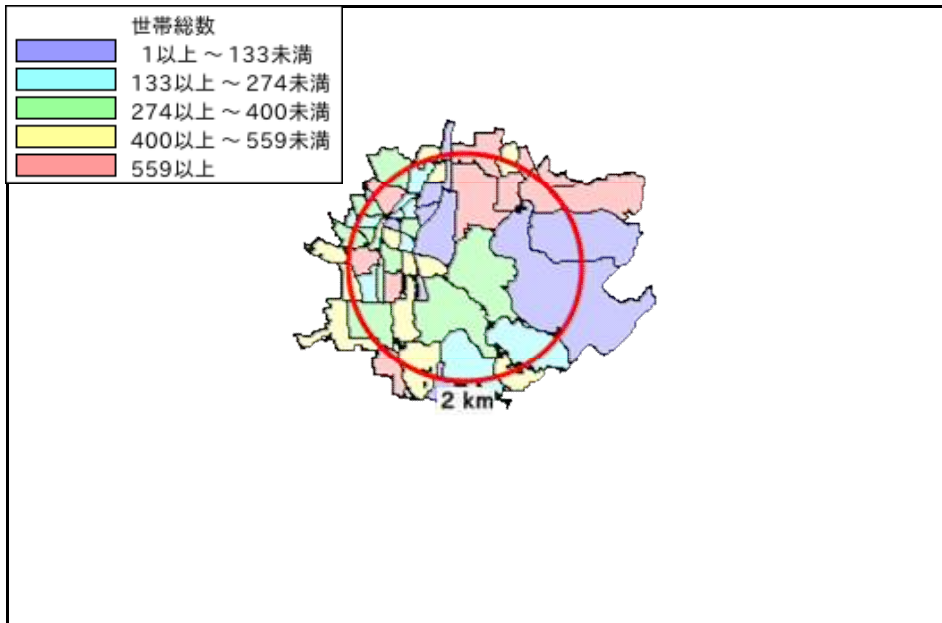 世帯総数
1以上 ~ 133未満
133以上 ~ 274未満
274以上 ~ 400未満
400以上 ~ 559未満
559以上
2 km